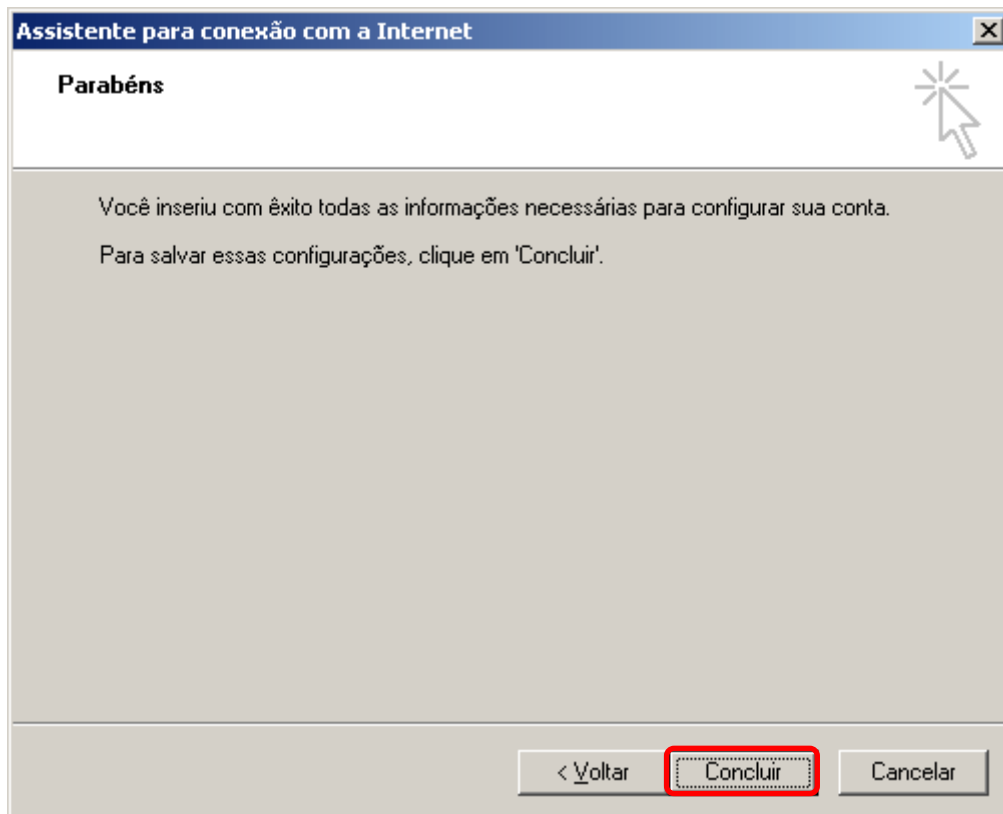 Assistente para conexão com a Internet
Parabéns
Você inseriu com êxito todas as informações necessárias para configurar sua conta.
Para salvar essas configurações, clique em 'Concluir'.
< Voltar Concluir Cancelar